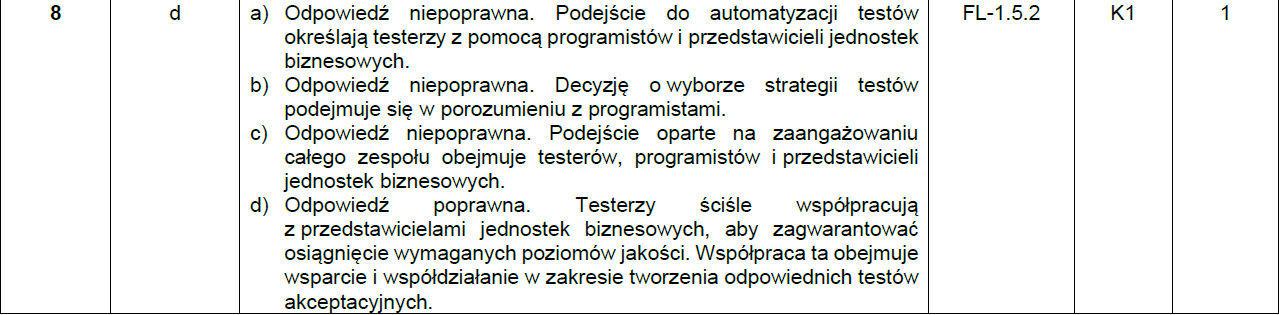 8 d a) Odpowiedź niepoprawna. Podejście do automatyzacji testów FL-1.5.2 K1 1
określają testerzy z pomocą programistów i przedstawicieli jednostek
biznesowych.
b) Odpowiedź niepoprawna. Decyzję o wyborze strategii testów
podejmuje się w porozumieniu z programistami.
c) Odpowiedź niepoprawna. Podejście oparte na zaangażowaniu
całego zespołu obejmuje testerów, programistów i przedstawicieli
jednostek biznesowych.
d) Odpowiedź poprawna. Testerzy ściśle współpracują
z przedstawicielami jednostek biznesowych, aby zagwarantować
osiągnięcie wymaganych poziomów jakości. Współpraca ta obejmuje
wsparcie i współdziałanie w zakresie tworzenia odpowiednich testów
akceptacyjnych.